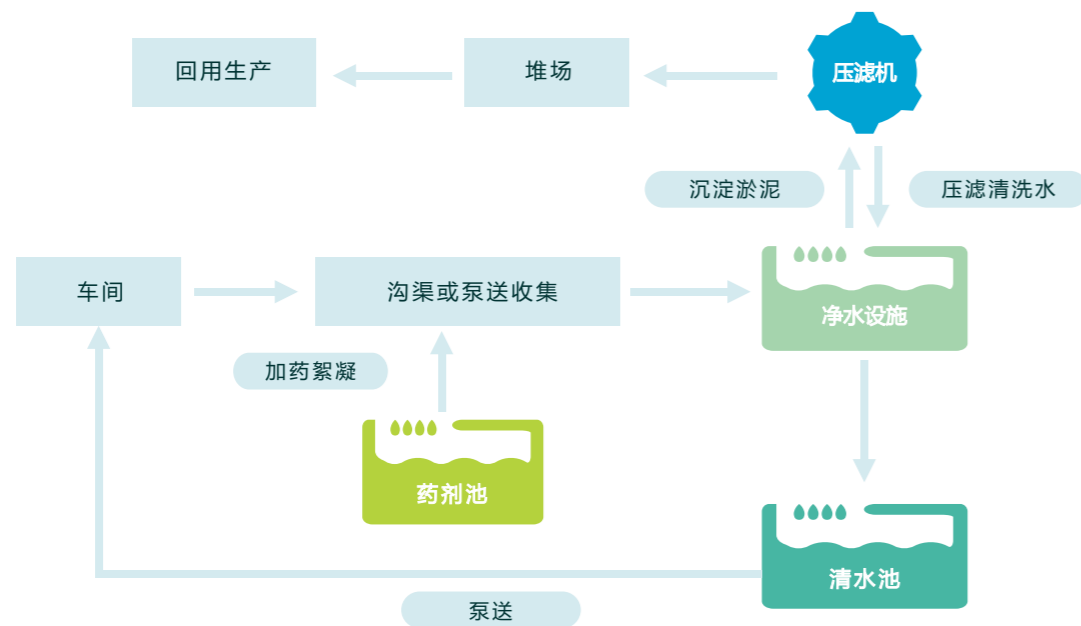 回用生产
堆场
压滤机
沉淀淤泥
压滤清洗水
车间
沟渠或泵送收集
净水设施
加药絮凝
药剂池
清水池
泵送